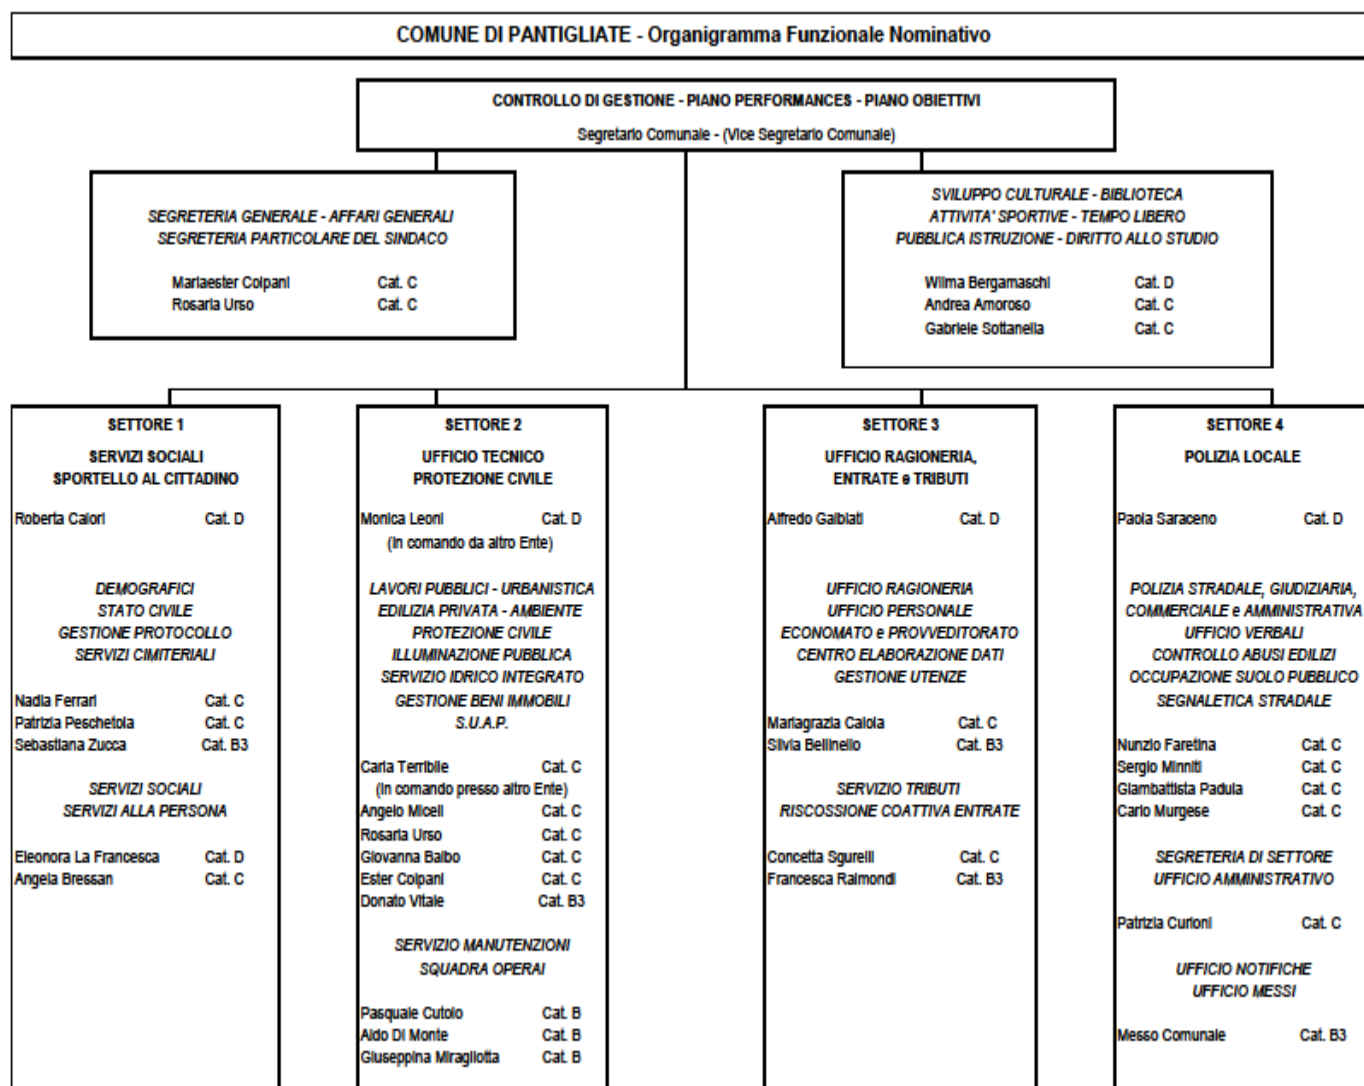 COMUNE DI PANTIGLIATE - Organigramma Funzionale Nominativo
CONTROLLO DI GESTIONE - PIANO PERFORMANCES - PIANO OBIETTIVI
Segretario Comunale - (Vice Segretario Comunale)
SEGRETERIA GENERALE - AFFARI GENERALI
SEGRETERIA PARTICOLARE DEL SINDACO
Mariaester Colpani Cat. C
Rosaria Urso Cat. C
SVILUPPO CULTURALE - BIBLIOTECA
ATTIVITA' SPORTIVE - TEMPO LIBERO
PUBBLICA ISTRUZIONE - DIRITTO ALLO STUDIO
Wilma Bergamaschi Cat. D
Andrea Amoroso Cat. C
Gabriele Sottanella Cat. C
SETTORE 1
SERVIZI SOCIALI
SPORTELLO AL CITTADINO
Roberta Calori Cat. D
DEMOGRAFICI
STATO CIVILE
GESTIONE PROTOCOLLO
SERVIZI CIMITERIALI
Nadia Ferrari Cat. C
Patrizia Peschetola Cat. C
Sebastiana Zucca Cat. B3
SERVIZI SOCIALI
SERVIZI ALLA PERSONA
Eleonora La Francesca Cat. D
Angela Bressan Cat. C
SETTORE 2
UFFICIO TECNICO
PROTEZIONE CIVILE
Monica Leoni Cat. D
(In comando da altro Ente)
LAVORI PUBBLICI - URBANISTICA
EDILIZIA PRIVATA - AMBIENTE
PROTEZIONE CIVILE
ILLUMINAZIONE PUBBLICA
SERVIZIO IDRICO INTEGRATO
GESTIONE BENI IMMOBILI
S.U.A.P.
Carla Terribile Cat. C
(In comando presso altro Ente)
Angelo Miceli Cat. C
Rosaria Urso Cat. C
Giovanna Balbo Cat. C
Ester Colpani Cat. C
Donato Vitale Cat. B3
SERVIZIO MANUTENZIONI
SQUADRA OPERAI
Pasquale Cutolo Cat. B
Aldo Di Monte Cat. B
Giuseppina Miragliotta Cat. B
SETTORE 3
UFFICIO RAGIONERIA,
ENTRATE e TRIBUTI
Alfredo Galbiati Cat. D
UFFICIO RAGIONERIA
UFFICIO PERSONALE
ECONOMATO e PROVVEDITORATO
CENTRO ELABORAZIONE DATI
GESTIONE UTENZE
Mariagrazia Caiola Cat. C
Silvia Bellinello Cat. B3
SERVIZIO TRIBUTI
RISCOSSIONE COATTIVA ENTRATE
Concetta Sgurelli Cat. C
Francesca Raimondi Cat. B3
SETTORE 4
POLIZIA LOCALE
Paola Saraceno Cat. D
POLIZIA STRADALE, GIUDIZIARIA,
COMMERCIALE e AMMINISTRATIVA
UFFICIO VERBALI
CONTROLLO ABUSI EDILIZI
OCCUPAZIONE SUOLO PUBBLICO
SEGNALETICA STRADALE
Nunzio Faretina Cat. C
Sergio Minniti Cat. C
Giambattista Padula Cat. C
Carlo Murgese Cat. C
SEGRETERIA DI SETTORE
UFFICIO AMMINISTRATIVO
Patrizia Curioni Cat. C
UFFICIO NOTIFICHE
UFFICIO MESSI
Messo Comunale Cat. B3